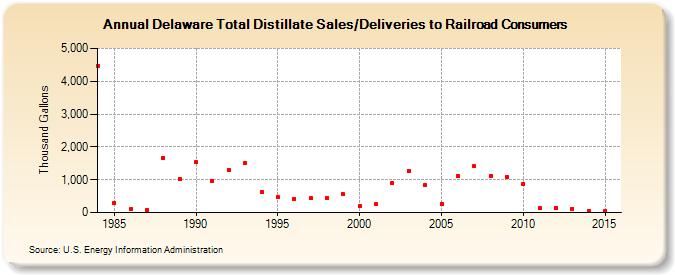 Annual Delaware Total Distillate Sales/Deliveries to Railroad Consumers
Thousand Gallons
5,000
4,000
3,000
2,000
1,000
0
1985 1990 1995 2000 2005 2010 2015
Source: U.S. Energy Information Administration